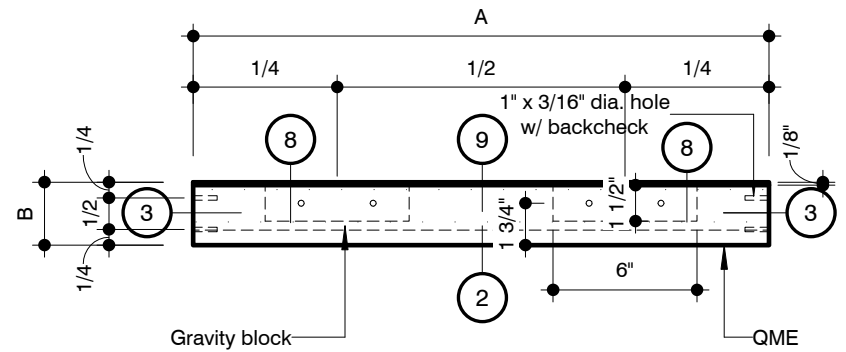 A
1/4
1/2
1/4
1" x 3/16" dia. hole
w/ backcheck
8
9
8
1/4
1/8"
B
1/2
3
1 3/4"
1 1/2"
3
1/4
6"
2
Gravity block
QME